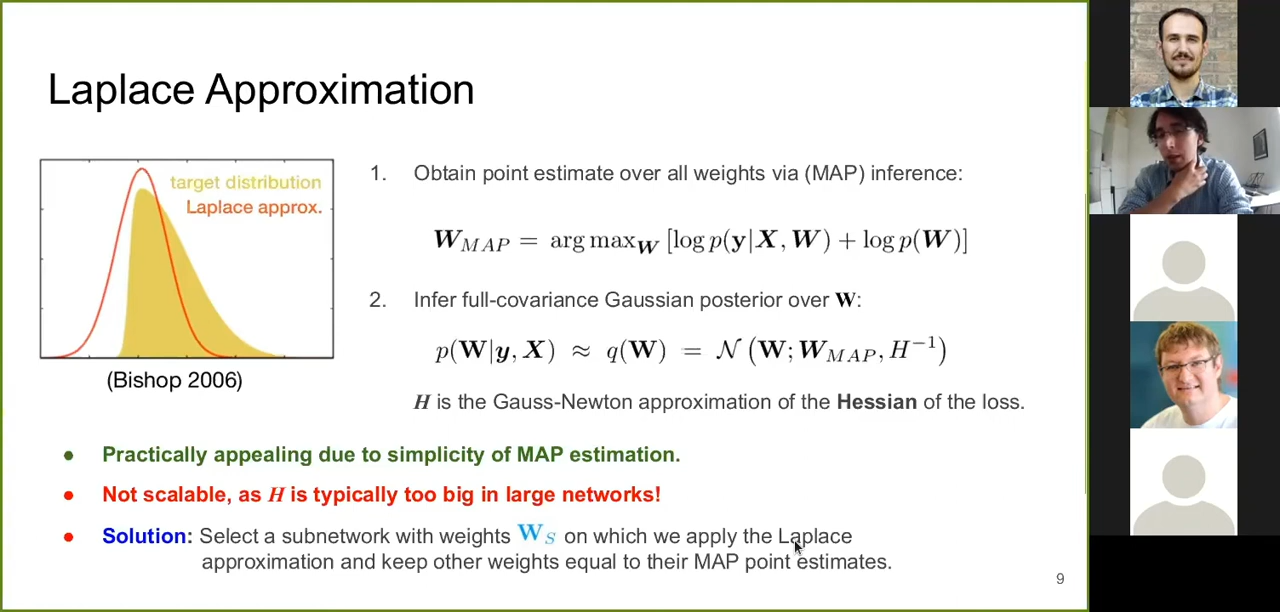 Laplace Approximation
target distribution
Laplace approx.
(Bishop 2006)
1. Obtain point estimate over all weights via (MAP) inference:
W_MAP = arg max_W [log p(y|X, W) + log p(W)]
2. Infer full-covariance Gaussian posterior over W:
p(W|y, X) ≈ q(W) = N(W; W_MAP, H⁻¹)
H is the Gauss-Newton approximation of the Hessian of the loss.
● Practically appealing due to simplicity of MAP estimation.
● Not scalable, as H is typically too big in large networks!
● Solution: Select a subnetwork with weights W_S on which we apply the Laplace
approximation and keep other weights equal to their MAP point estimates.
9